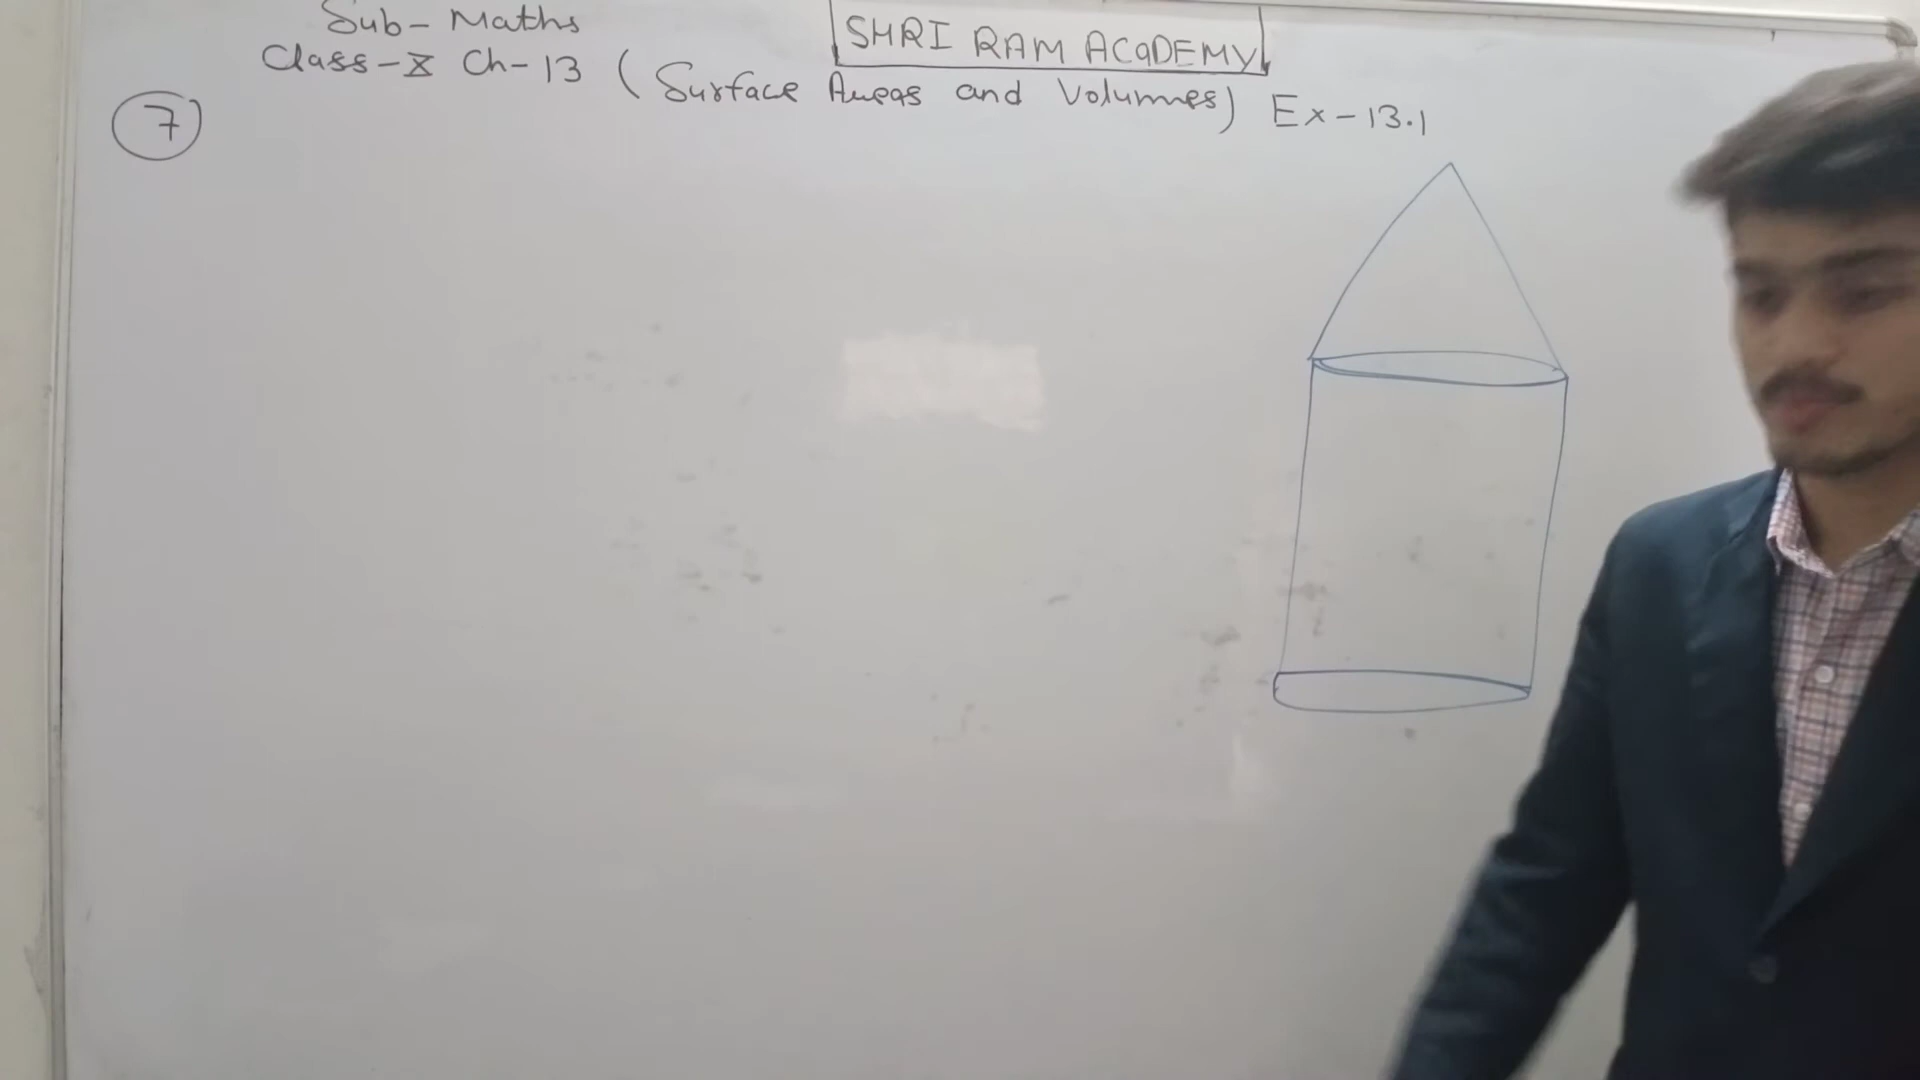 Sub- Maths
SHRI RAM ACADEMY
Class-X Ch-13 (Surface Areas and Volumes) Ex-13.1
7